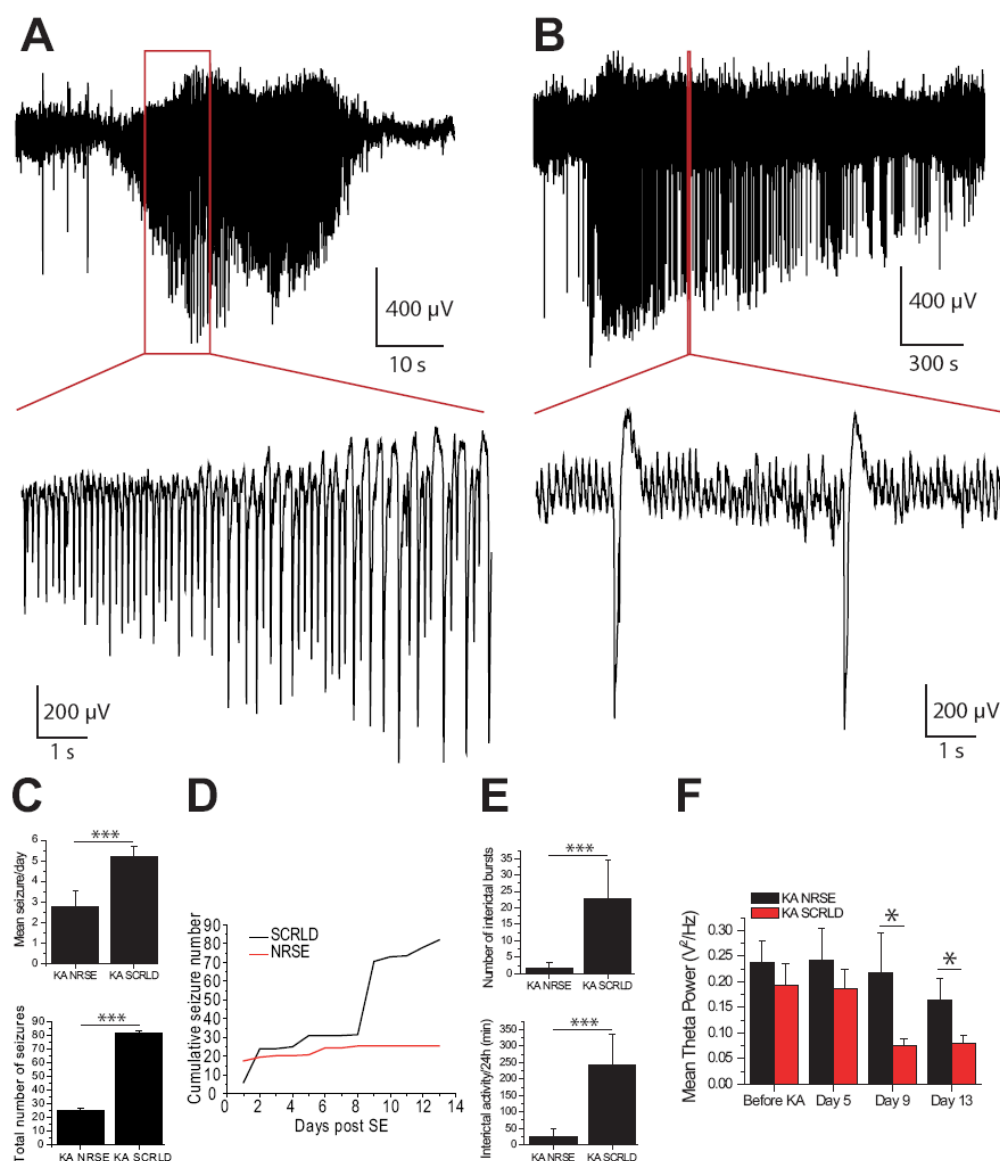 A
B
400 µV
10 s
400 µV
300 s
200 µV
1 s
200 µV
1 s
C
D
E
F
Mean seizure/day
6
5
4
3
2
1
0
***
KA NRSE KA SCRLD
Total number of seizures
90
80
70
60
50
40
30
20
10
0
***
KA NRSE KA SCRLD
Cumulative seizure number
90
80
70
60
50
40
30
20
10
0
SCRLD
NRSE
0 2 4 6 8 10 12 14
Days post SE
Number of interictal bursts
35
30
25
20
15
10
5
0
***
KA NRSE KA SCRLD
Interictal activity/24h (min)
350
300
250
200
150
100
50
0
***
KA NRSE KA SCRLD
Mean Theta Power (V²/Hz)
KA NRSE
KA SCRLD
0.30
0.25
0.20
0.15
0.10
0.05
0.00
*
*
Before KA Day 5 Day 9 Day 13